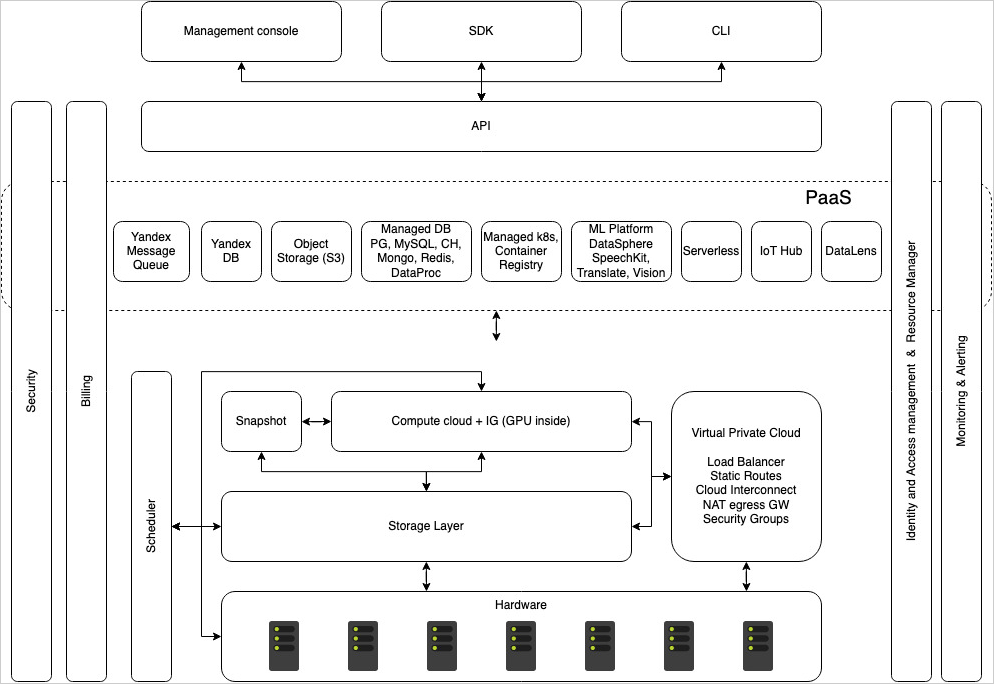 Management console
SDK
CLI
API
PaaS
Yandex
Message
Queue
Yandex
DB
Object
Storage (S3)
Managed DB
PG, MySQL, CH,
Mongo, Redis,
DataProc
Managed k8s,
Container
Registry
ML Platform
DataSphere
SpeechKit,
Translate, Vision
Serverless
IoT Hub
DataLens
Security
Billing
Identity and Access management & Resource Manager
Monitoring & Alerting
Scheduler
Snapshot
Compute cloud + IG (GPU inside)
Virtual Private Cloud
Load Balancer
Static Routes
Cloud Interconnect
NAT egress GW
Security Groups
Storage Layer
Hardware